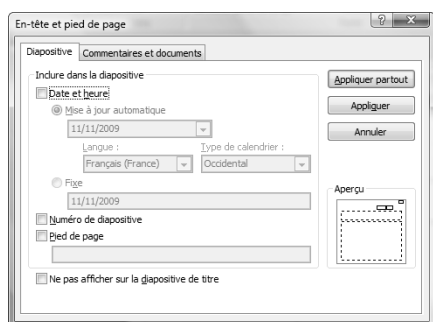 En-tête et pied de page
Diapositive Commentaires et documents
Inclure dans la diapositive
Date et heure
Mise à jour automatique
11/11/2009
Langue : Type de calendrier :
Français (France) Occidental
Fixe
11/11/2009
Numéro de diapositive
Pied de page
Ne pas afficher sur la diapositive de titre
Appliquer partout
Appliquer
Annuler
Aperçu